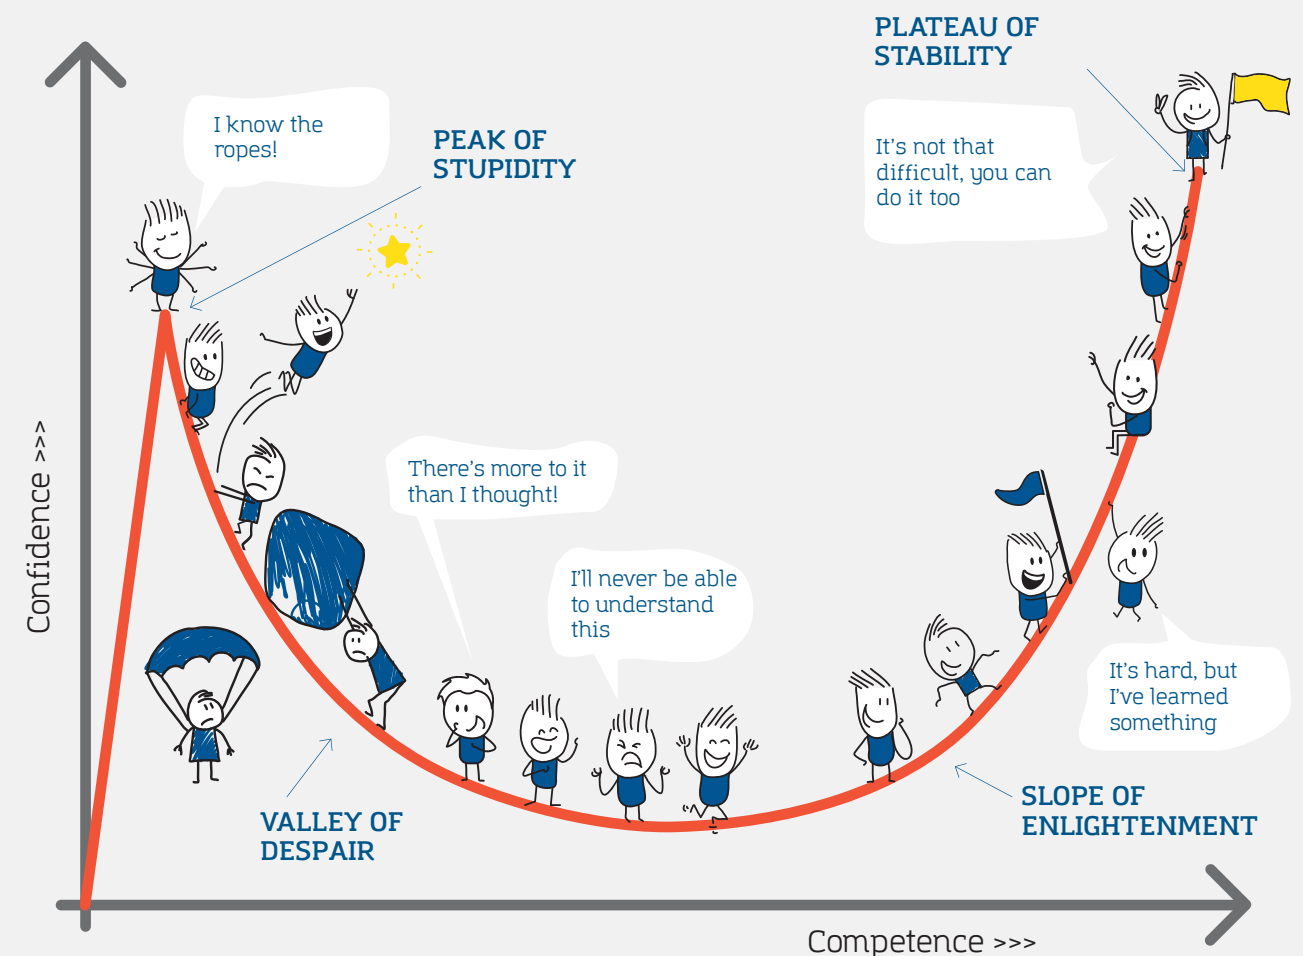 PLATEAU OF
STABILITY
I know the
ropes!
PEAK OF
STUPIDITY
It's not that
difficult, you can
do it too
There's more to it
than I thought!
I'll never be able
to understand
this
It's hard, but
I've learned
something
VALLEY OF
DESPAIR
SLOPE OF
ENLIGHTENMENT
Confidence >>>
Competence >>>